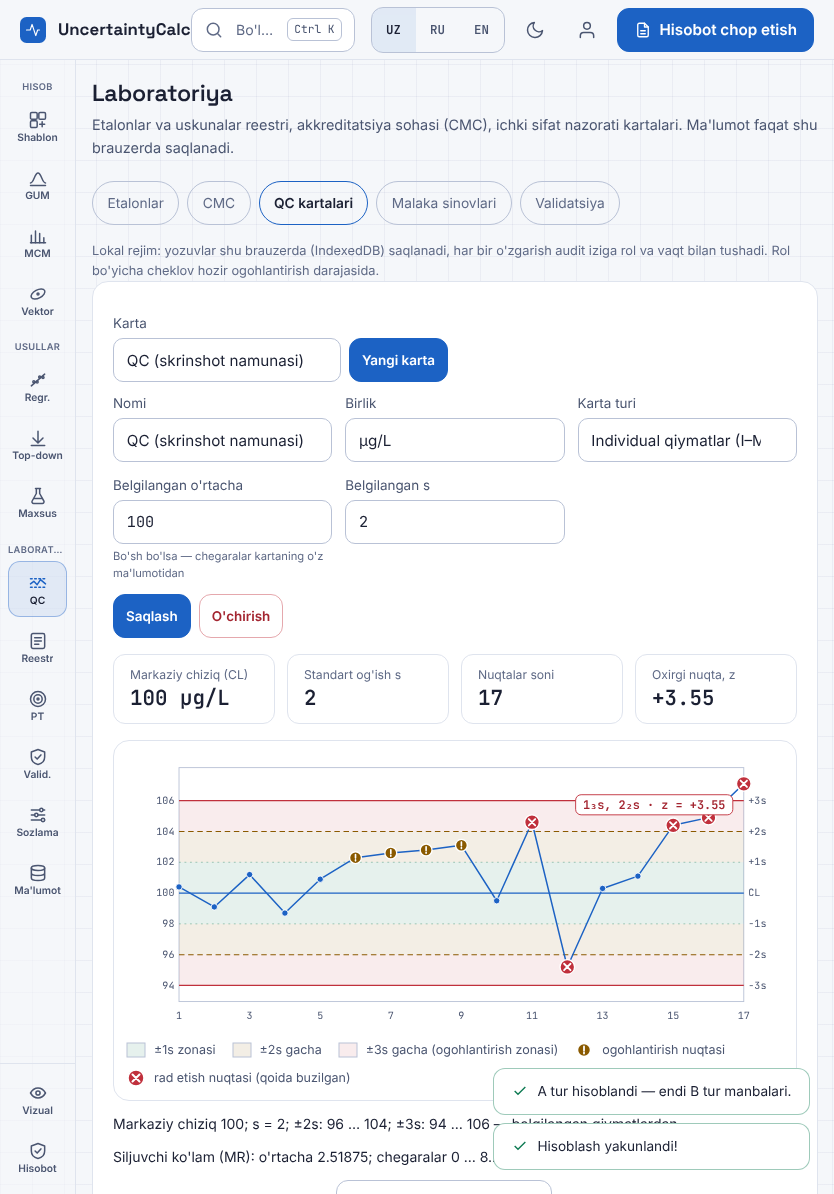 UncertaintyCalc
Bo'l... Ctrl K
UZ RU EN
Hisobot chop etish
HISOB
Shablon
GUM
MCM
Vektor
USULLAR
Regr.
Top-down
Maxsus
LABORAT...
QC
Reestr
PT
Valid.
Sozlama
Ma'lumot
Vizual
Hisobot
Laboratoriya
Etalonlar va uskunalar reestri, akkreditatsiya sohasi (CMC), ichki sifat nazorati kartalari. Ma'lumot faqat shu
brauzerda saqlanadi.
Etalonlar CMC QC kartalari Malaka sinovlari Validatsiya
Lokal rejim: yozuvlar shu brauzerda (IndexedDB) saqlanadi, har bir o'zgarish audit iziga rol va vaqt bilan tushadi. Rol
bo'yicha cheklov hozir ogohlantirish darajasida.
Karta
QC (skrinshot namunasi) Yangi karta
Nomi Birlik Karta turi
QC (skrinshot namunasi) µg/L Individual qiymatlar (I–M
Belgilangan o'rtacha Belgilangan s
100 2
Bo'sh bo'lsa — chegaralar kartaning o'z
ma'lumotidan
Saqlash O'chirish
Markaziy chiziq (CL) Standart og'ish s Nuqtalar soni Oxirgi nuqta, z
100 µg/L 2 17 +3.55
106 +3s
1₃s, 2₂s · z = +3.55
104 +2s
102 +1s
100 CL
98 -1s
96 -2s
94 -3s
1 3 5 7 9 11 13 15 17
±1s zonasi ±2s gacha ±3s gacha (ogohlantirish zonasi) ogohlantirish nuqtasi
rad etish nuqtasi (qoida buzilgan)
A tur hisoblandi — endi B tur manbalari.
Markaziy chiziq 100; s = 2; ±2s: 96 … 104; ±3s: 94 … 106 — belgilangan qiymatlardan
Hisoblash yakunlandi!
Siljuvchi ko'lam (MR): o'rtacha 2.51875; chegaralar 0 … 8.